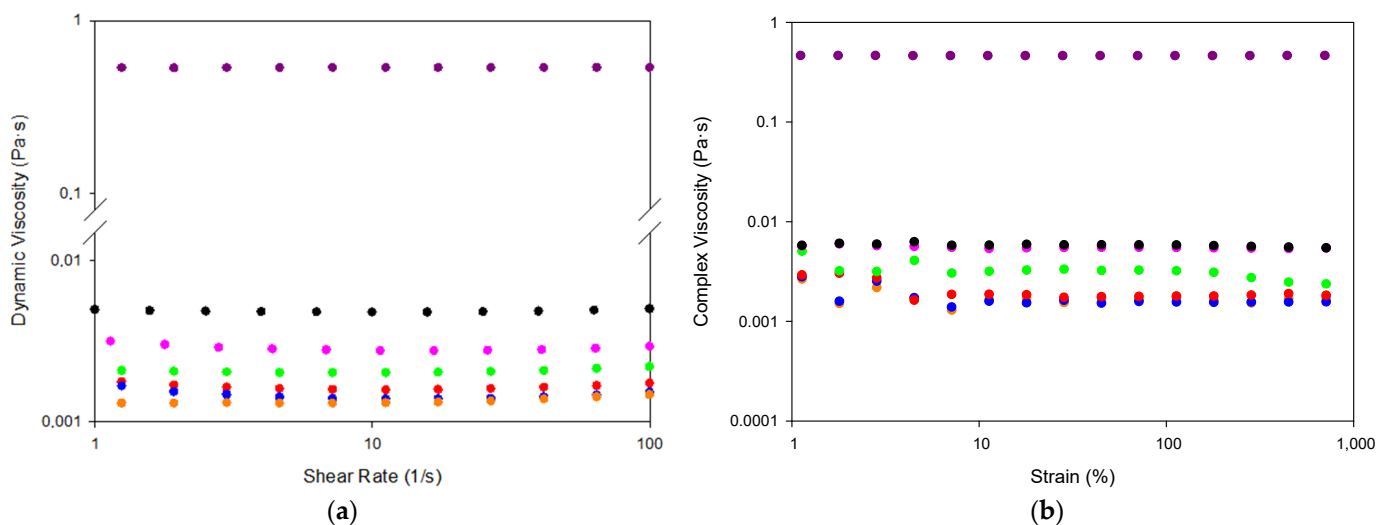 1
0.1
0.01
0.001
Dynamic Viscosity (Pa·s)
1
10
100
Shear Rate (1/s)
(a)
1
0.1
0.01
0.001
0.0001
Complex Viscosity (Pa·s)
1
10
100
1,000
Strain (%)
(b)